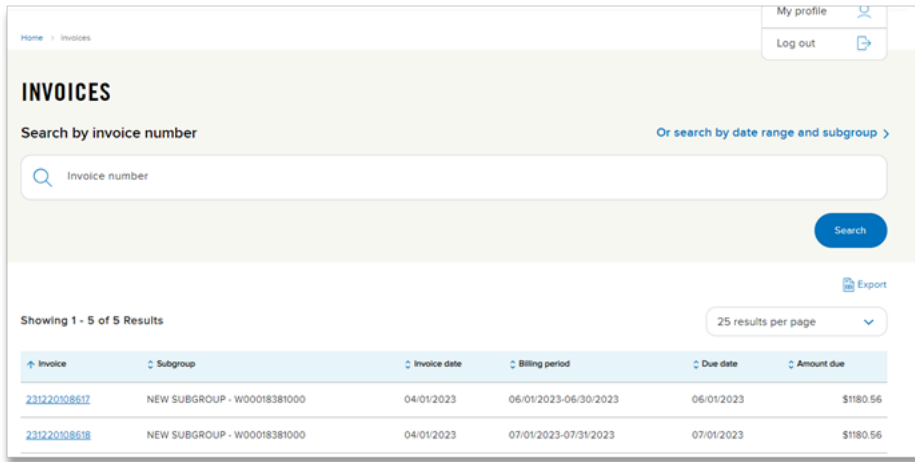 My profile
Home > Invoices
Log out
INVOICES
Search by invoice number
Or search by date range and subgroup >
Invoice number
Search
Export
Showing 1 - 5 of 5 Results
25 results per page
Invoice Subgroup Invoice date Billing period Due date Amount due
231220108617 NEW SUBGROUP - W00018381000 04/01/2023 06/01/2023-06/30/2023 06/01/2023 $1180.56
231220108618 NEW SUBGROUP - W00018381000 04/01/2023 07/01/2023-07/31/2023 07/01/2023 $1180.56